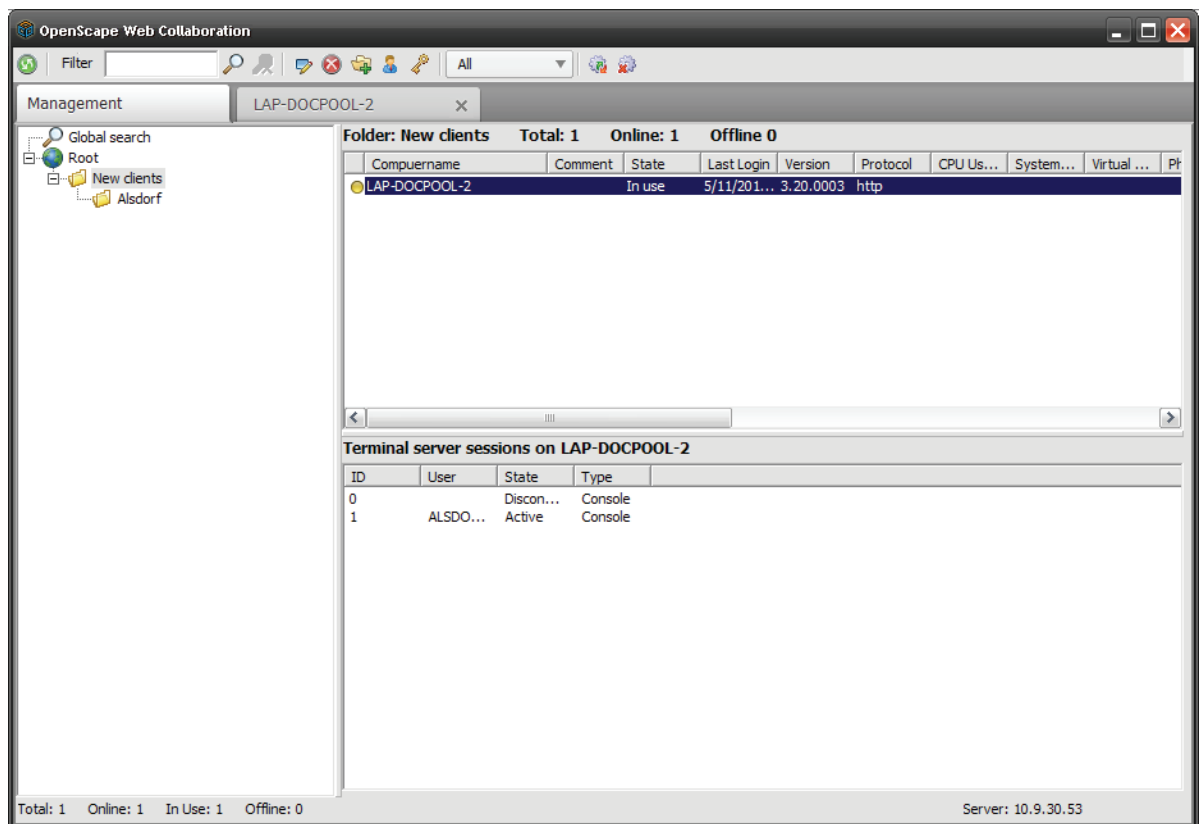 OpenScape Web Collaboration
Filter All
Management LAP-DOCPOOL-2
Global search
Root
New clients
Alsdorf
Folder: New clients Total: 1 Online: 1 Offline 0
Compuername Comment State Last Login Version Protocol CPU Us... System... Virtual ... Ph
LAP-DOCPOOL-2 In use 5/11/201... 3.20.0003 http
Terminal server sessions on LAP-DOCPOOL-2
ID User State Type
0 Discon... Console
1 ALSDO... Active Console
Total: 1 Online: 1 In Use: 1 Offline: 0 Server: 10.9.30.53